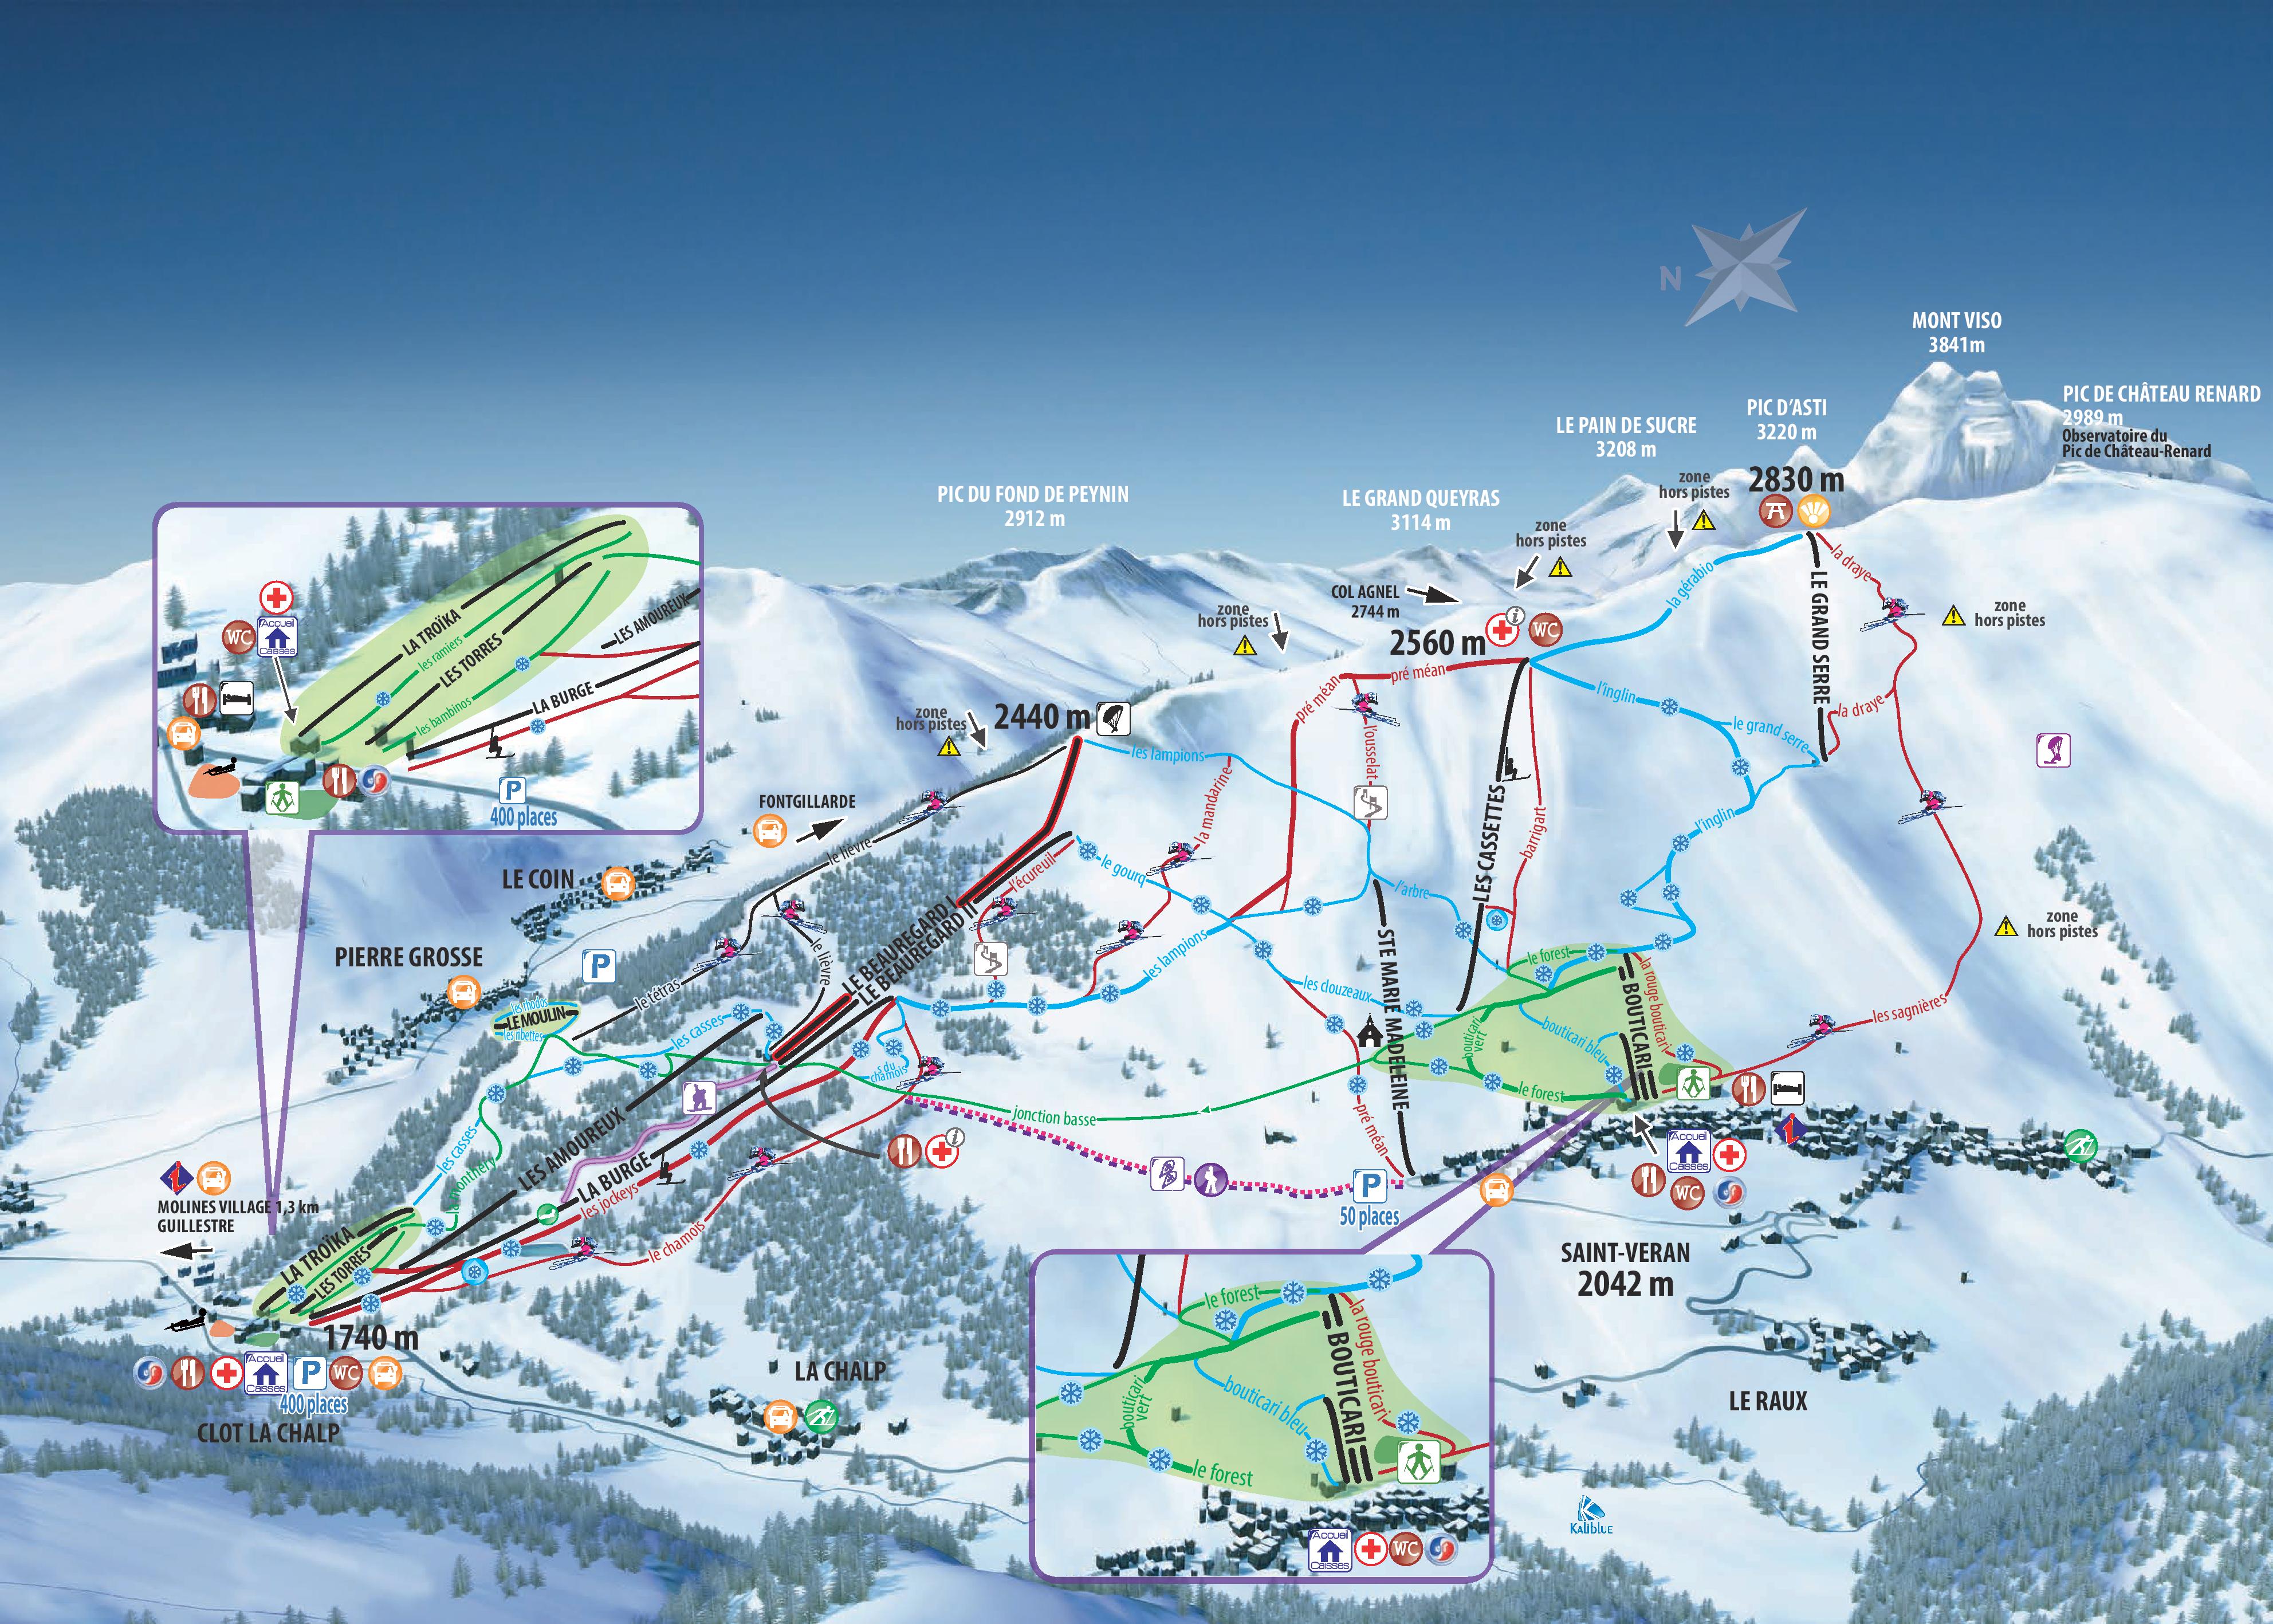 N
MONT VISO
3841m
PIC DE CHÂTEAU RENARD
2989 m
Observatoire du
Pic de Château-Renard
PIC D'ASTI
3220 m
LE PAIN DE SUCRE
3208 m
2830 m
zone
hors pistes
LE GRAND QUEYRAS
3114 m
PIC DU FOND DE PEYNIN
2912 m
zone
hors pistes
COL AGNEL
2744 m
2560 m
i
WC
zone
hors pistes
zone
hors pistes
zone
hors pistes
2440 m
la gérabio
la draye
LE GRAND SERRE
la draye
pré méan
pré méan
l'inglin
le grand serre
l'inglin
l'ousselat
les lampions
la mandarine
LES CASSETTES
barrigart
l'arbre
le gourq
l'écureuil
FONTGILLARDE
le lièvre
le lièvre
le tétras
LE BEAUREGARD I
LE BEAUREGARD II
les lampions
les clouzeaux
STE MARIE MADELEINE
pré méan
zone
hors pistes
les sagnières
le forest
la rouge bouticari
BOUTICARI
bouticari bleu
bouticari
vert
le forest
LE COIN
PIERRE GROSSE
P
les rhodos
LE MOULIN
les ribettes
les casses
les casses
le monthery
s du
chamois
jonction basse
LES AMOUREUX
LA BURGE
les jockeys
le chamois
i
P
50 places
Accueil
Caisses
WC
i
SAINT-VERAN
2042 m
LE RAUX
i
MOLINES VILLAGE 1,3 km
GUILLESTRE
LA TROÏKA
LES TORRES
1740 m
Accueil
Caisses
P
WC
400 places
CLOT LA CHALP
LA CHALP
WC
Accueil
Caisses
LA TROÏKA
les ramiers
LES TORRES
les bambinos
LES AMOUREUX
LA BURGE
P
400 places
le forest
la rouge bouticari
BOUTICARI
bouticari bleu
bouticari
vert
le forest
Accueil
Caisses
WC
K
KALIBLUE